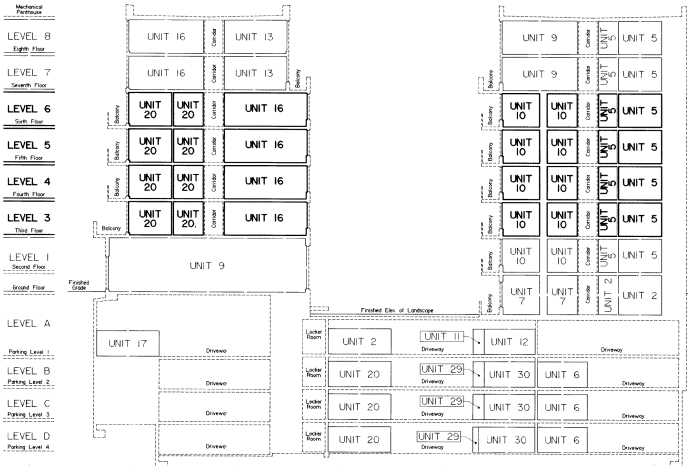 Mechanical
Penthouse
LEVEL 8
Eighth Floor
UNIT 16
Corridor
UNIT 13
UNIT 9
Corridor
UNIT 5
UNIT 5
LEVEL 7
Seventh Floor
UNIT 16
Corridor
UNIT 13
Balcony
Balcony
UNIT 9
Corridor
UNIT 5
UNIT 5
LEVEL 6
Sixth Floor
Balcony
UNIT 20
UNIT 20
Corridor
UNIT 16
Balcony
UNIT 10
UNIT 10
Corridor
UNIT 5
UNIT 5
LEVEL 5
Fifth Floor
Balcony
UNIT 20
UNIT 20
Corridor
UNIT 16
Balcony
UNIT 10
UNIT 10
Corridor
UNIT 5
UNIT 5
LEVEL 4
Fourth Floor
Balcony
UNIT 20
UNIT 20
Corridor
UNIT 16
Balcony
UNIT 10
UNIT 10
Corridor
UNIT 5
UNIT 5
LEVEL 3
Third Floor
Balcony
UNIT 20
UNIT 20.
Corridor
UNIT 16
Balcony
UNIT 10
UNIT 10
Corridor
UNIT 5
UNIT 5
LEVEL 1
Second Floor
UNIT 9
Balcony
UNIT 10
UNIT 10
Corridor
UNIT 5
UNIT 5
Ground Floor
Finished
Grade
Finished Elev of Landscape
Balcony
UNIT 7
UNIT 7
Corridor
UNIT 2
UNIT 2
LEVEL A
Parking Level 1
UNIT 17
Driveway
Locker
Room
UNIT 2
UNIT 11
Driveway
UNIT 12
Driveway
LEVEL B
Parking Level 2
Driveway
Locker
Room
UNIT 20
UNIT 29
Driveway
UNIT 30
UNIT 6
Driveway
LEVEL C
Parking Level 3
Driveway
Locker
Room
UNIT 20
UNIT 29
Driveway
UNIT 30
UNIT 6
Driveway
LEVEL D
Parking Level 4
Driveway
Locker
Room
UNIT 20
UNIT 29
Driveway
UNIT 30
UNIT 6
Driveway